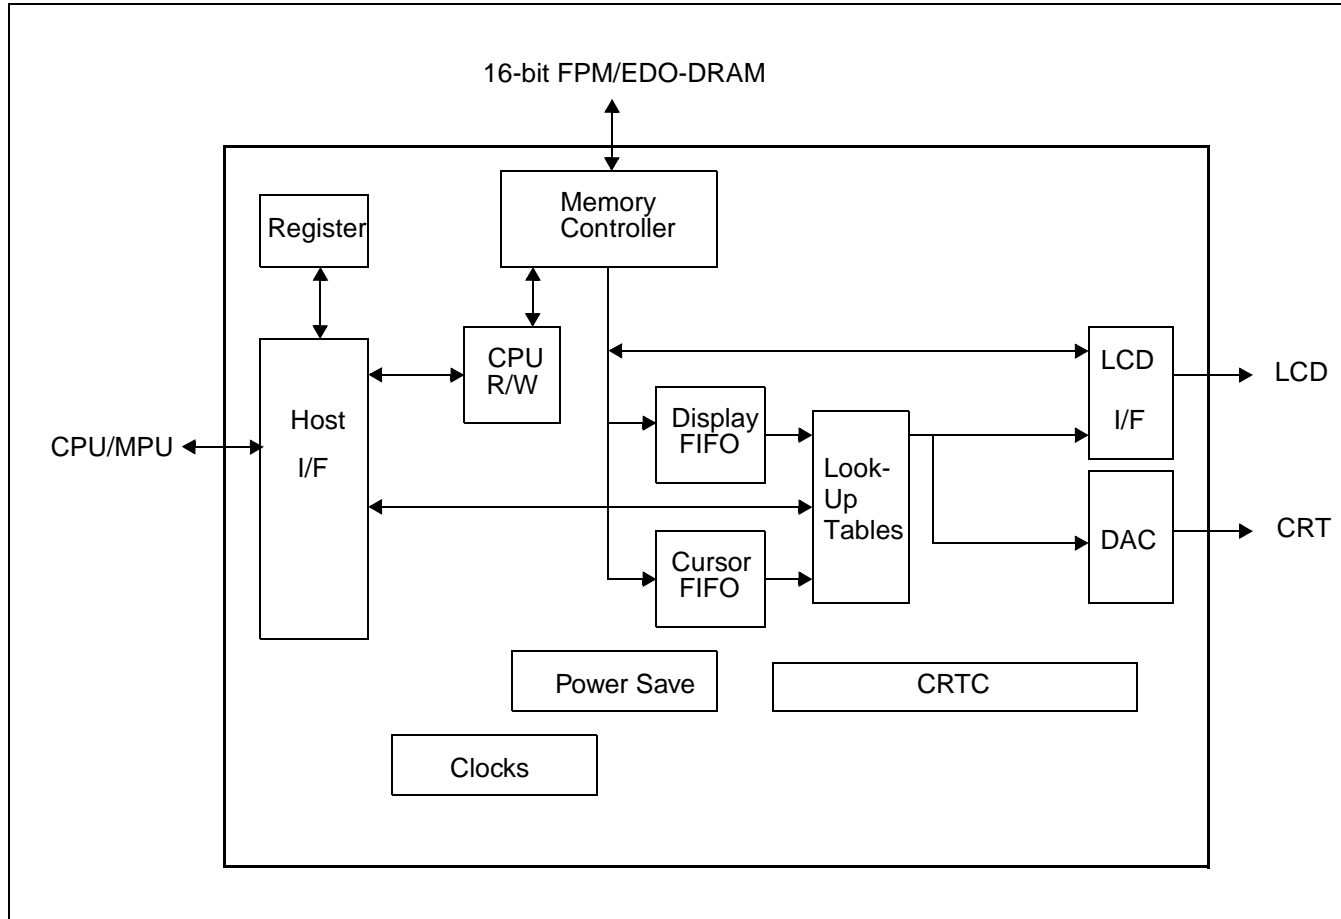 16-bit FPM/EDO-DRAM
Memory
Controller
Register
CPU
R/W
LCD
I/F
LCD
Host
I/F
CPU/MPU
Display
FIFO
Look-
Up
Tables
DAC
CRT
Cursor
FIFO
Power Save
CRTC
Clocks